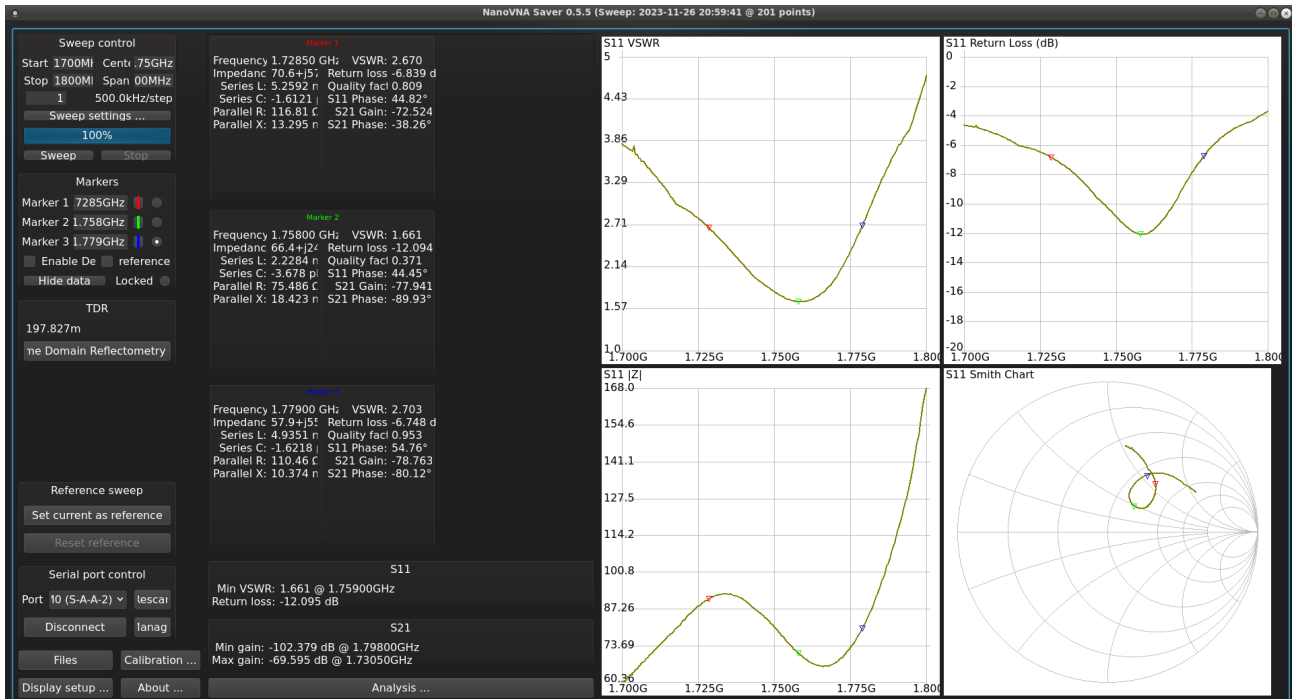 NanoVNA Saver 0.5.5 (Sweep: 2023-11-26 20:59:41 @ 201 points)
Sweep control
Start 1700MH Cente .75GHz
Stop 1800MI Span 00MHz
1 500.0kHz/step
Sweep settings ...
100%
Sweep Stop
Markers
Marker 1 7285GHz
Marker 2 1.758GHz
Marker 3 1.779GHz
Enable De reference
Hide data Locked
TDR
197.827m
ne Domain Reflectometry
Reference sweep
Set current as reference
Reset reference
Serial port control
Port 10 (S-A-A-2) tescar
Disconnect lanag
Files Calibration ...
Display setup ... About ...
Marker 1
Frequency 1.72850 GHz VSWR: 2.670
Impedanc 70.6+j57 Return loss -6.839 d
Series L: 5.2592 n Quality fact 0.809
Series C: -1.6121 S11 Phase: 44.82°
Parallel R: 116.81 Ω S21 Gain: -72.524
Parallel X: 13.295 n S21 Phase: -38.26°
Marker 2
Frequency 1.75800 GHz VSWR: 1.661
Impedanc 66.4+j24 Return loss -12.094
Series L: 2.2284 n Quality fact 0.371
Series C: -3.678 pl S11 Phase: 44.45°
Parallel R: 75.486 Ω S21 Gain: -77.941
Parallel X: 18.423 n S21 Phase: -89.93°
Marker 3
Frequency 1.77900 GHz VSWR: 2.703
Impedanc 57.9+j55 Return loss -6.748 d
Series L: 4.9351 n Quality fact 0.953
Series C: -1.6218 S11 Phase: 54.76°
Parallel R: 110.46 Ω S21 Gain: -78.763
Parallel X: 10.374 n S21 Phase: -80.12°
S11
Min VSWR: 1.661 @ 1.75900GHz
Return loss: -12.095 dB
S21
Min gain: -102.379 dB @ 1.79800GHz
Max gain: -69.595 dB @ 1.73050GHz
Analysis ...
S11 VSWR
5
4.43
3.86
3.29
2.71
2.14
1.57
1.0
1.700G 1.725G 1.750G 1.775G 1.800
S11 Return Loss (dB)
0
-2
-4
-6
-8
-10
-12
-14
-16
-18
-20
1.700G 1.725G 1.750G 1.775G 1.800
S11 |Z|
168.0
154.6
141.1
127.5
114.2
100.8
87.26
73.69
60.36
1.700G 1.725G 1.750G 1.775G 1.800
S11 Smith Chart